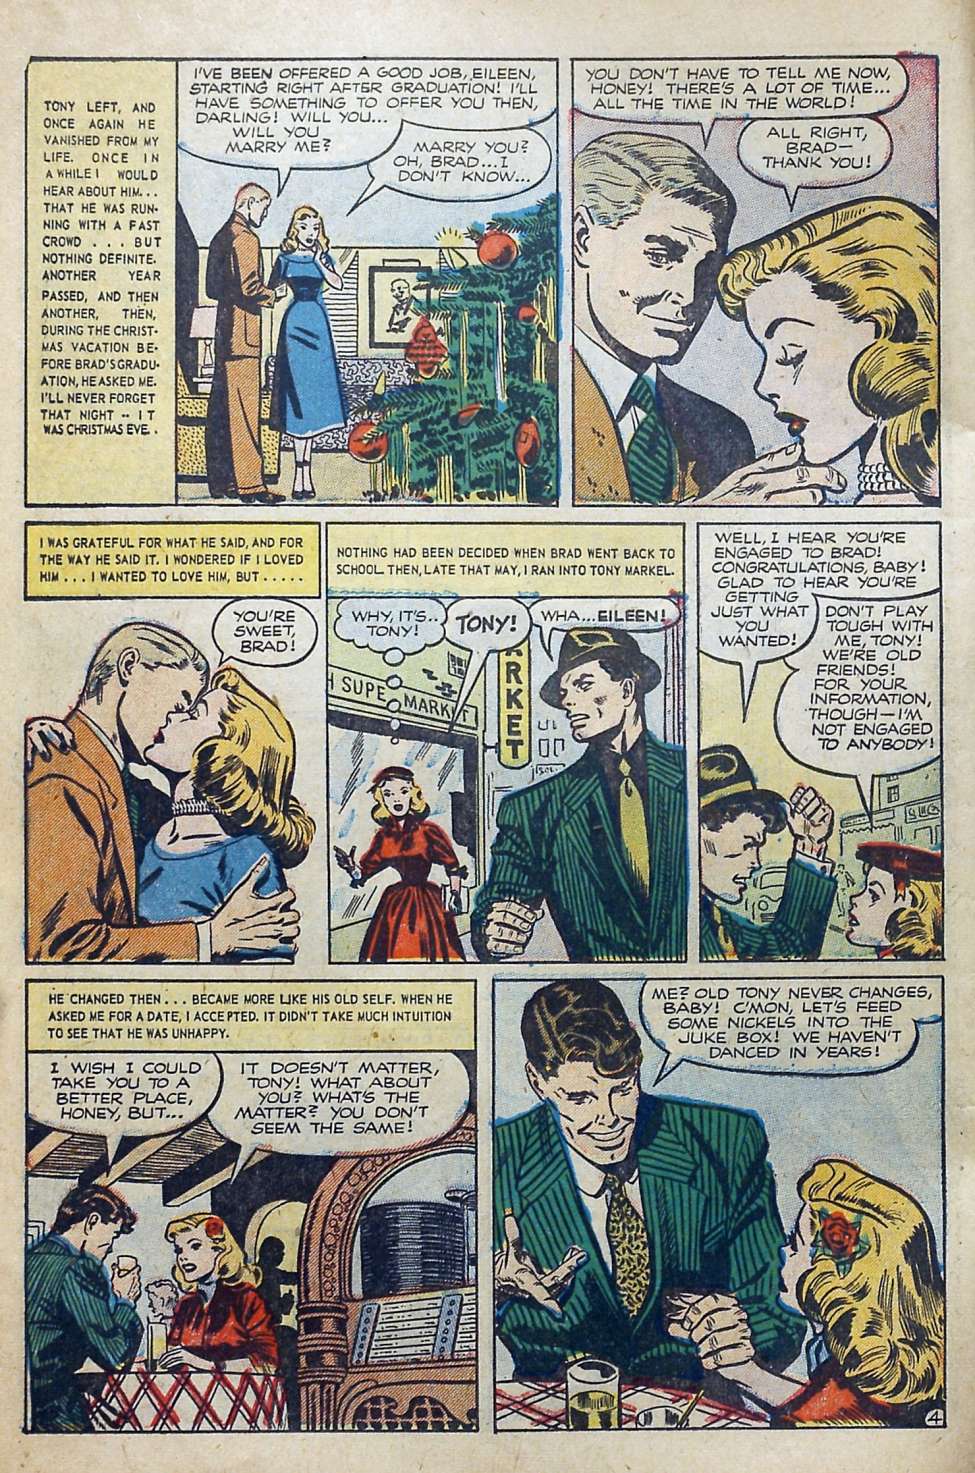 TONY LEFT, AND
ONCE AGAIN HE
VANISHED FROM MY
LIFE. ONCE IN
A WHILE I WOULD
HEAR ABOUT HIM...
THAT HE WAS RUN-
NING WITH A FAST
CROWD ... BUT
NOTHING DEFINITE.
ANOTHER YEAR
PASSED, AND THEN
ANOTHER, THEN,
DURING THE CHRIST-
MAS VACATION BE-
FORE BRAD'S GRADU-
ATION, HE ASKED ME.
I'LL NEVER FORGET
THAT NIGHT -- IT
WAS CHRISTMAS EVE..
I'VE BEEN OFFERED A GOOD JOB, EILEEN,
STARTING RIGHT AFTER GRADUATION! I'LL
HAVE SOMETHING TO OFFER YOU THEN,
DARLING! WILL YOU...
WILL YOU
MARRY ME?
MARRY YOU?
OH, BRAD...I
DON'T KNOW...
YOU DON'T HAVE TO TELL ME NOW,
HONEY! THERE'S A LOT OF TIME...
ALL THE TIME IN THE WORLD!
ALL RIGHT,
BRAD—
THANK YOU!
I WAS GRATEFUL FOR WHAT HE SAID, AND FOR
THE WAY HE SAID IT. I WONDERED IF I LOVED
HIM ... I WANTED TO LOVE HIM, BUT .....
YOU'RE
SWEET,
BRAD!
NOTHING HAD BEEN DECIDED WHEN BRAD WENT BACK TO
SCHOOL. THEN, LATE THAT MAY, I RAN INTO TONY MARKEL.
WHY, IT'S..
TONY!
TONY!
WHA...EILEEN!
H SUPE MARKET
ARKET
WELL, I HEAR YOU'RE
ENGAGED TO BRAD!
CONGRATULATIONS, BABY!
GLAD TO HEAR YOU'RE
GETTING
JUST WHAT
YOU
WANTED!
DON'T PLAY
TOUGH WITH
ME, TONY!
WE'RE OLD
FRIENDS!
FOR YOUR
INFORMATION,
THOUGH—I'M
NOT ENGAGED
TO ANYBODY!
HE CHANGED THEN... BECAME MORE LIKE HIS OLD SELF. WHEN HE
ASKED ME FOR A DATE, I ACCEPTED. IT DIDN'T TAKE MUCH INTUITION
TO SEE THAT HE WAS UNHAPPY.
I WISH I COULD
TAKE YOU TO A
BETTER PLACE,
HONEY, BUT...
IT DOESN'T MATTER,
TONY! WHAT ABOUT
YOU? WHAT'S THE
MATTER? YOU DON'T
SEEM THE SAME!
ME? OLD TONY NEVER CHANGES,
BABY! C'MON, LET'S FEED
SOME NICKELS INTO THE
JUKE BOX! WE HAVEN'T
DANCED IN YEARS!
4